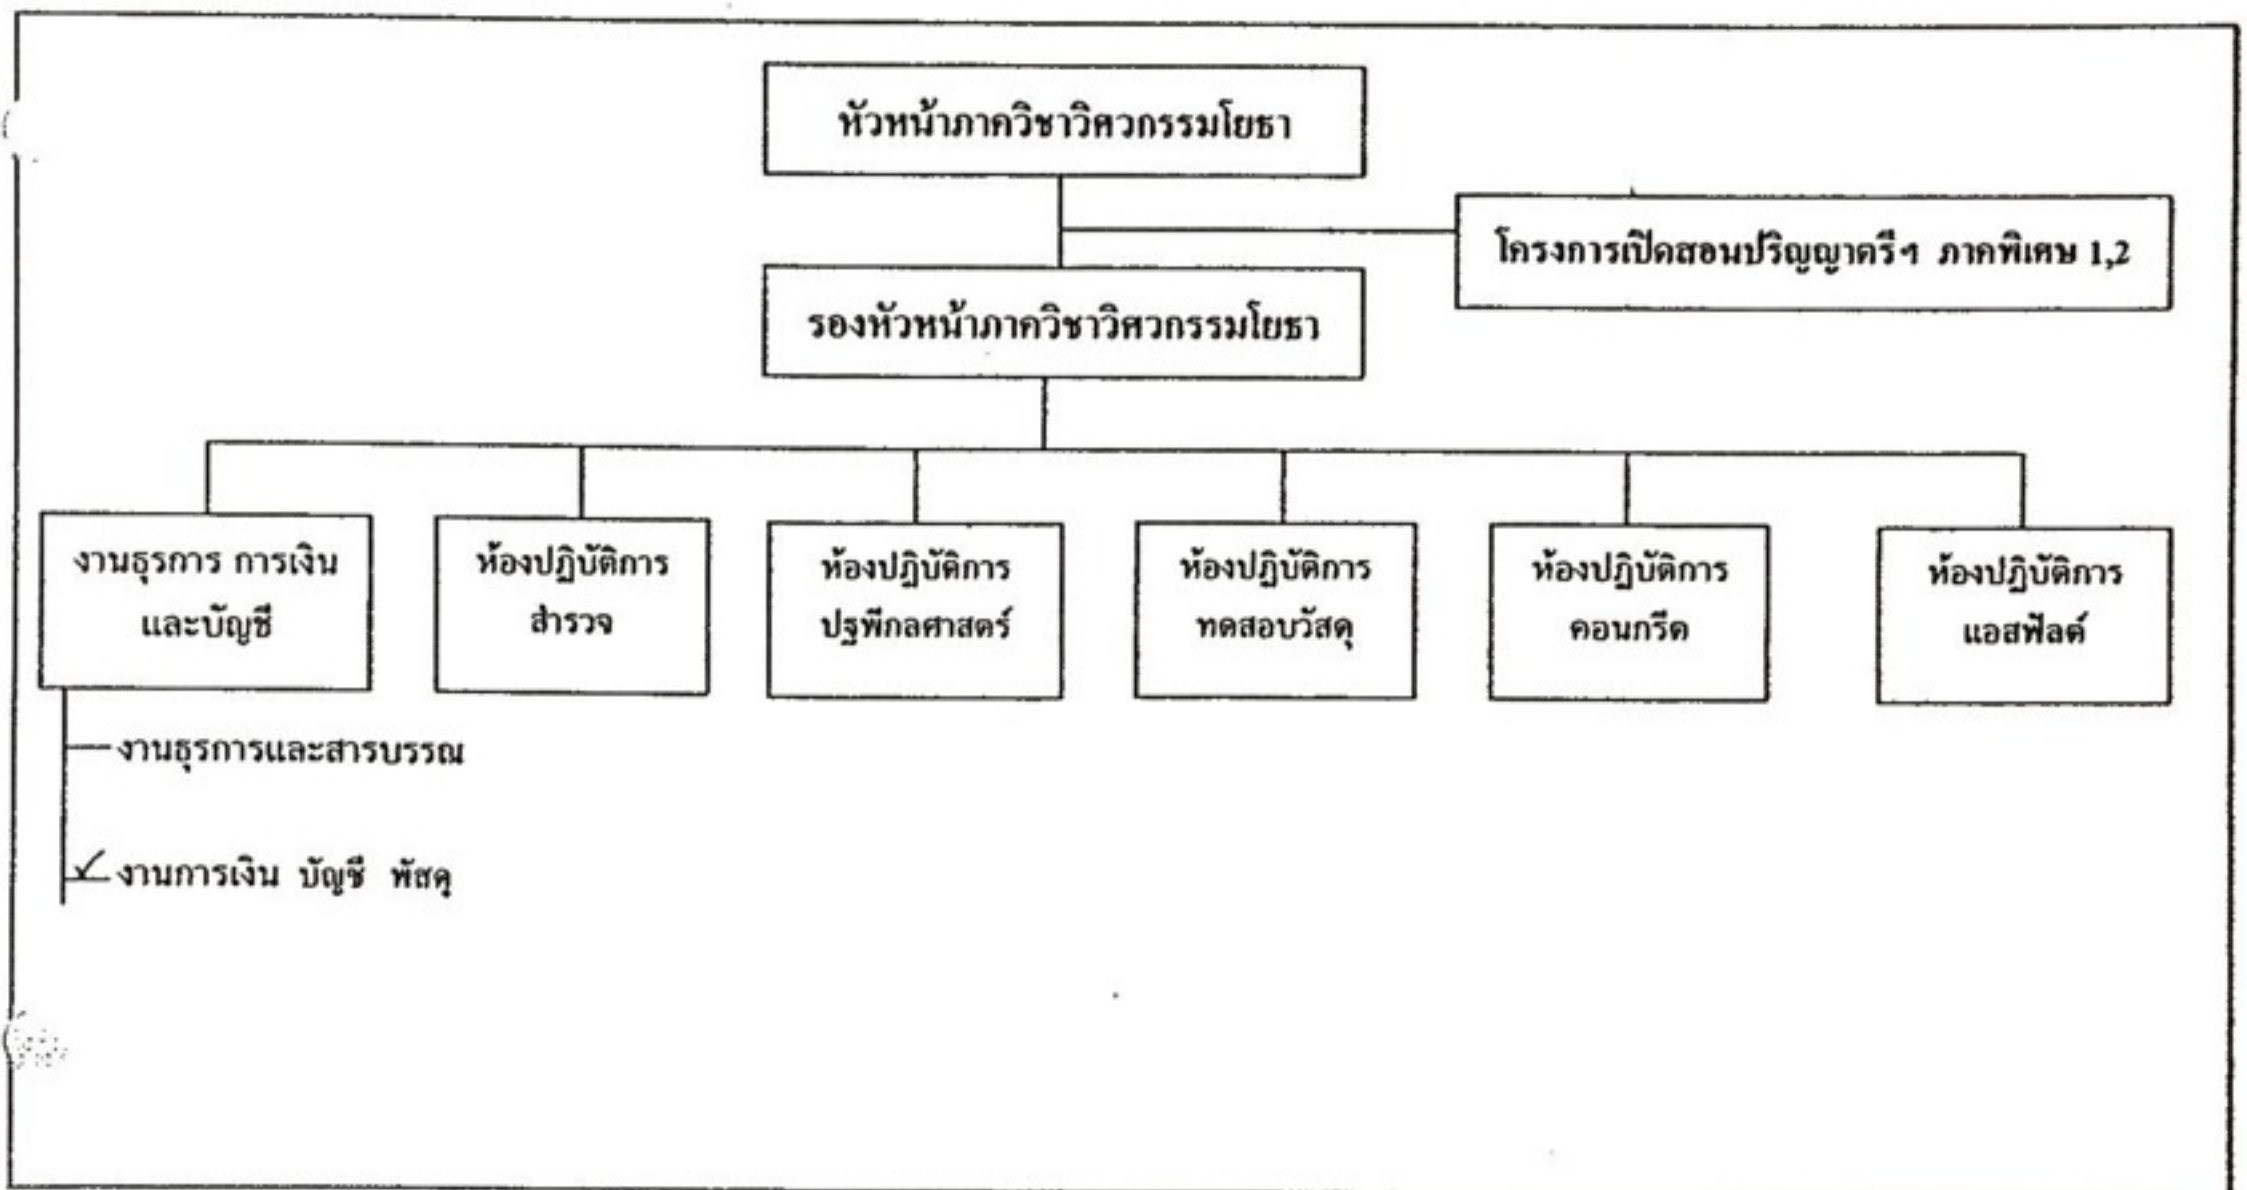 หัวหน้าภาควิชาวิศวกรรมโยธา
โครงการเปิดสอนปริญญาตรีฯ ภาคพิเศษ 1,2
รองหัวหน้าภาควิชาวิศวกรรมโยธา
งานธุรการ การเงิน
และบัญชี
ห้องปฏิบัติการ
สำรวจ
ห้องปฏิบัติการ
ปฐพีกลศาสตร์
ห้องปฏิบัติการ
ทดสอบวัสดุ
ห้องปฏิบัติการ
คอนกรีต
ห้องปฏิบัติการ
แอสฟัลต์
งานธุรการและสารบรรณ
งานการเงิน บัญชี พัสดุ